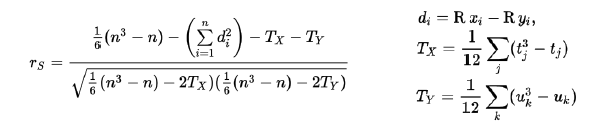 r_S = \frac{\frac{1}{6}(n^3 - n) - \left(\sum_{i=1}^{n} d_i^2\right) - T_X - T_Y}{\sqrt{\frac{1}{6}(n^3 - n) - 2T_X)(\frac{1}{6}(n^3 - n) - 2T_Y)}}
d_i = R x_i - R y_i,
T_X = \frac{1}{12} \sum_j (t_j^3 - t_j)
T_Y = \frac{1}{12} \sum_k (u_k^3 - u_k)